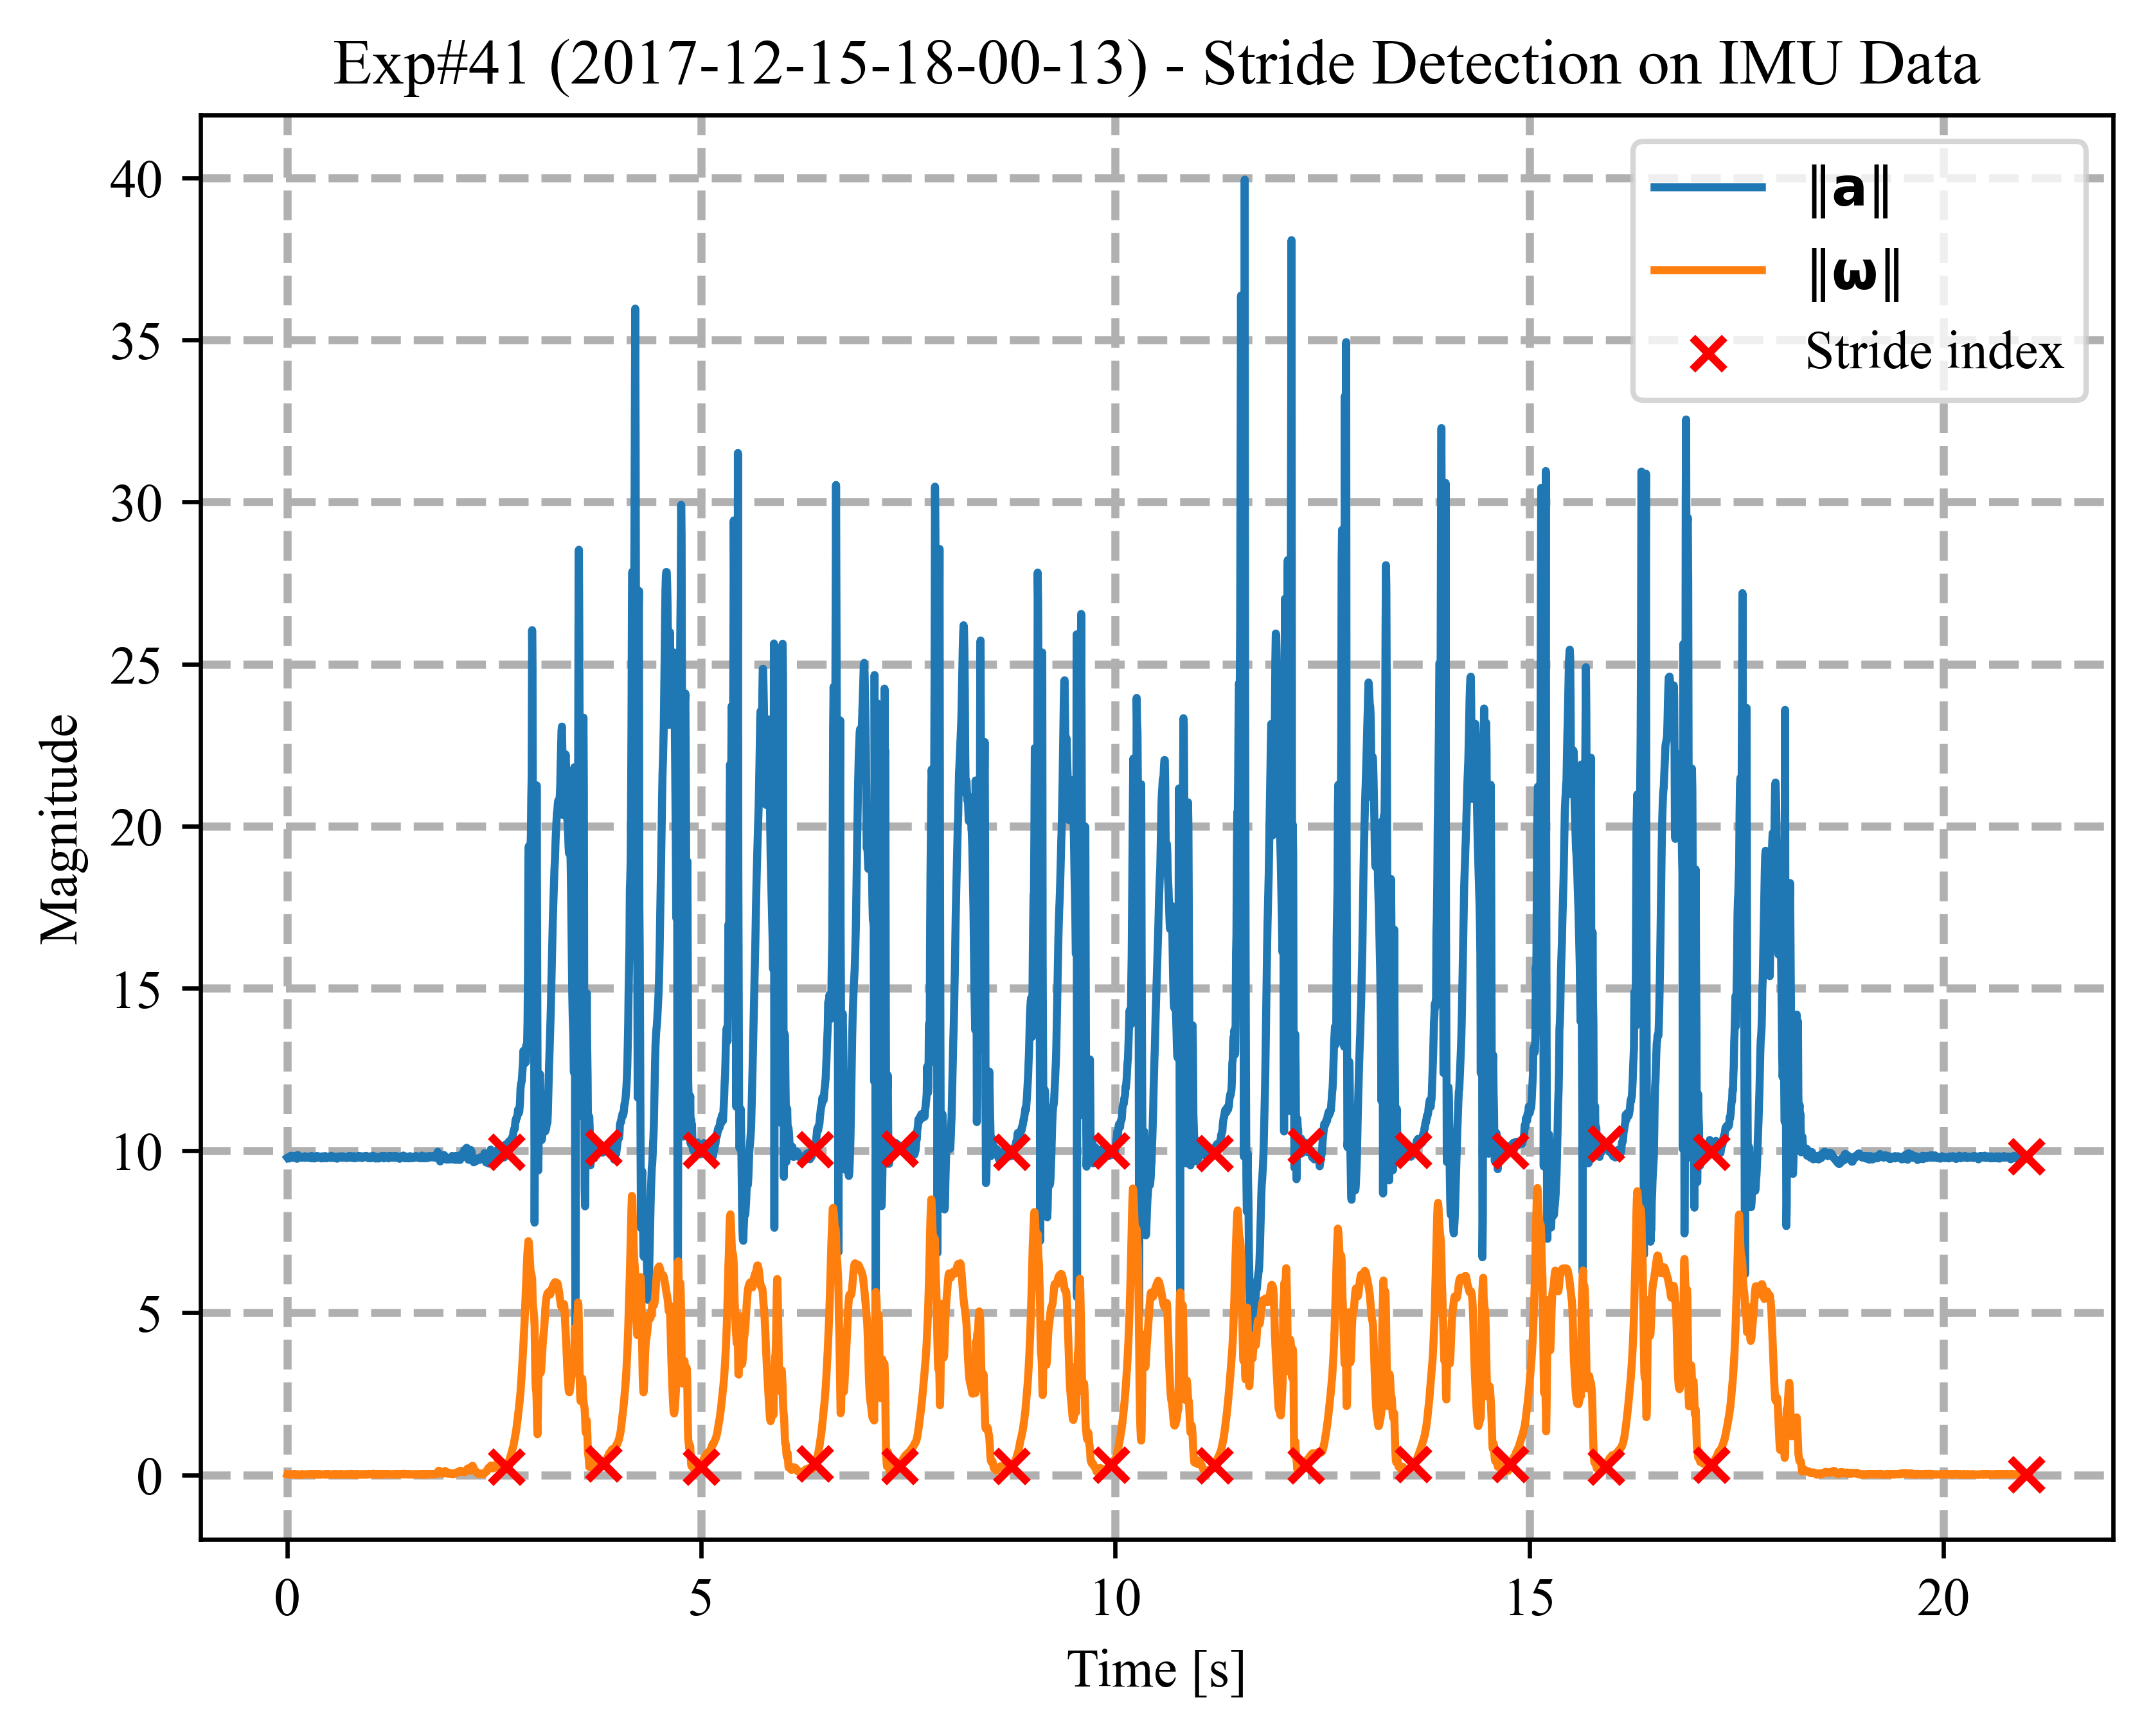 Exp#41 (2017-12-15-18-00-13) - Stride Detection on IMU Data
‖a‖
‖ω‖
Stride index
Magnitude
40
35
30
25
20
15
10
5
0
0 5 10 15 20
Time [s]